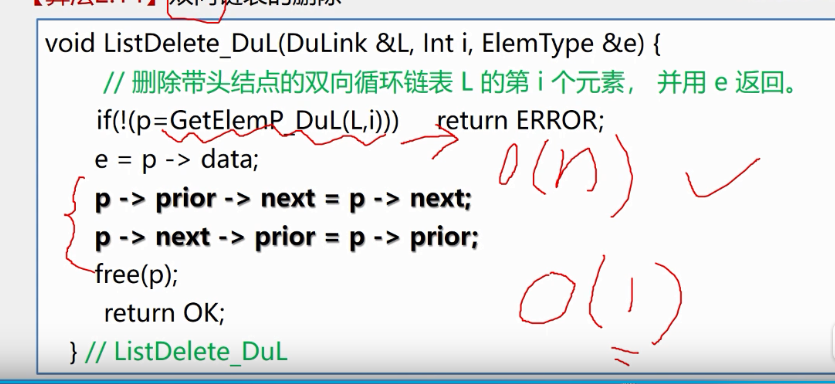 【算法2.14】双向链表的删除
void ListDelete_DuL(DuLink &L, Int i, ElemType &e) {
// 删除带头结点的双向循环链表 L 的第 i 个元素， 并用 e 返回。
if(!(p=GetElemP_DuL(L,i))) return ERROR;
e = p -> data;
O(n)
p -> prior -> next = p -> next;
p -> next -> prior = p -> prior;
free(p);
O(1)
return OK;
} // ListDelete_DuL